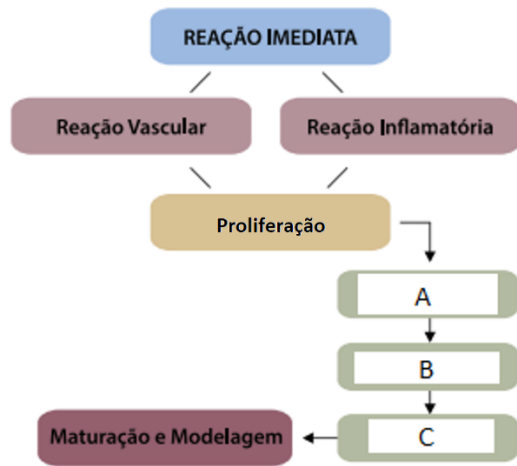 REAÇÃO IMEDIATA
Reação Vascular
Reação Inflamatória
Proliferação
A
B
C
Maturação e Modelagem